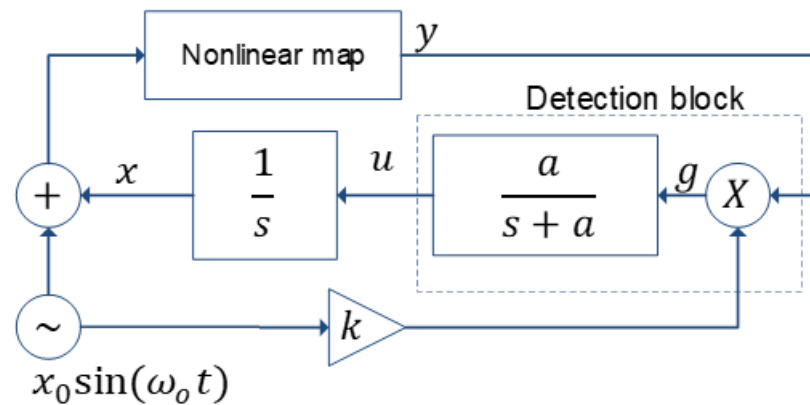 Nonlinear map
y
Detection block
+
x
1
s
u
a
s + a
g
X
~
k
x₀sin(ωₒt)